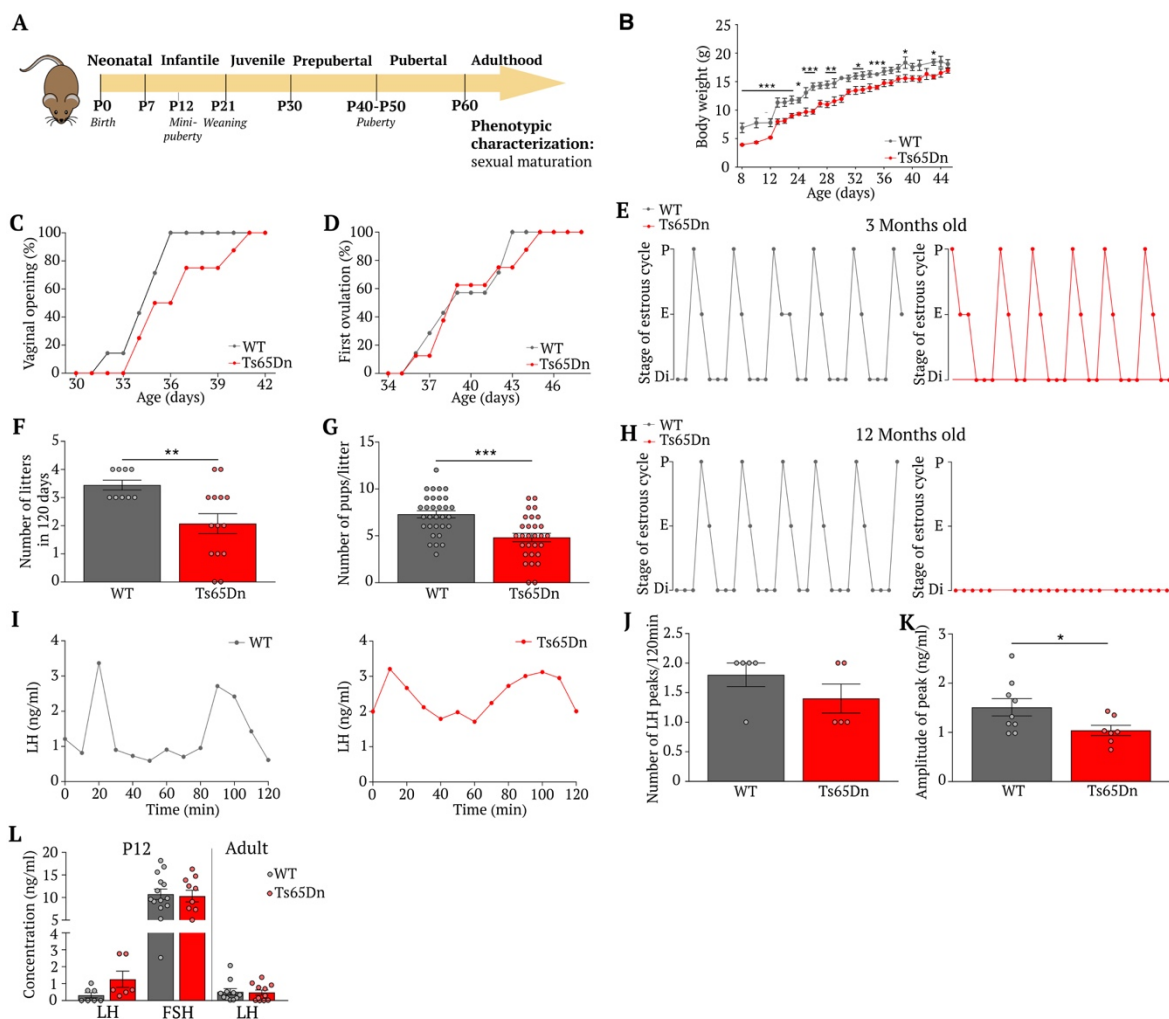 A
Neonatal Infantile Juvenile Prepubertal Pubertal Adulthood
P0 P7 P12 P21 P30 P40-P50 P60
Birth Mini-puberty Weaning Puberty
Phenotypic
characterization:
sexual maturation
B
Body weight (g)
25
20
15
10
5
0
8 12 24 28 32 36 40 44
Age (days)
*** * *** ** * *** * *
WT
Ts65Dn
C
Vaginal opening (%)
100
80
60
40
20
0
30 33 36 39 42
Age (days)
WT
Ts65Dn
D
First ovulation (%)
100
80
60
40
20
0
34 37 40 43 46
Age (days)
WT
Ts65Dn
E
WT
Ts65Dn
3 Months old
Stage of estrous cycle
P
E
Di
Stage of estrous cycle
P
E
Di
F
Number of litters
in 120 days
5
4
3
2
1
0
**
WT Ts65Dn
G
Number of pups/litter
15
10
5
0
***
WT Ts65Dn
H
WT
Ts65Dn
12 Months old
Stage of estrous cycle
P
E
Di
Stage of estrous cycle
P
E
Di
I
LH (ng/ml)
4
3
2
1
0
0 20 40 60 80 100 120
Time (min)
WT
LH (ng/ml)
4
3
2
1
0
0 20 40 60 80 100 120
Time (min)
Ts65Dn
J
Number of LH peaks/120min
2.5
2.0
1.5
1.0
0.5
0
WT Ts65Dn
K
Amplitude of peak (ng/ml)
3
2
1
0
*
WT Ts65Dn
L
P12 Adult
Concentration (ng/ml)
20
15
10
5
4
3
2
1
0
WT
Ts65Dn
LH FSH LH